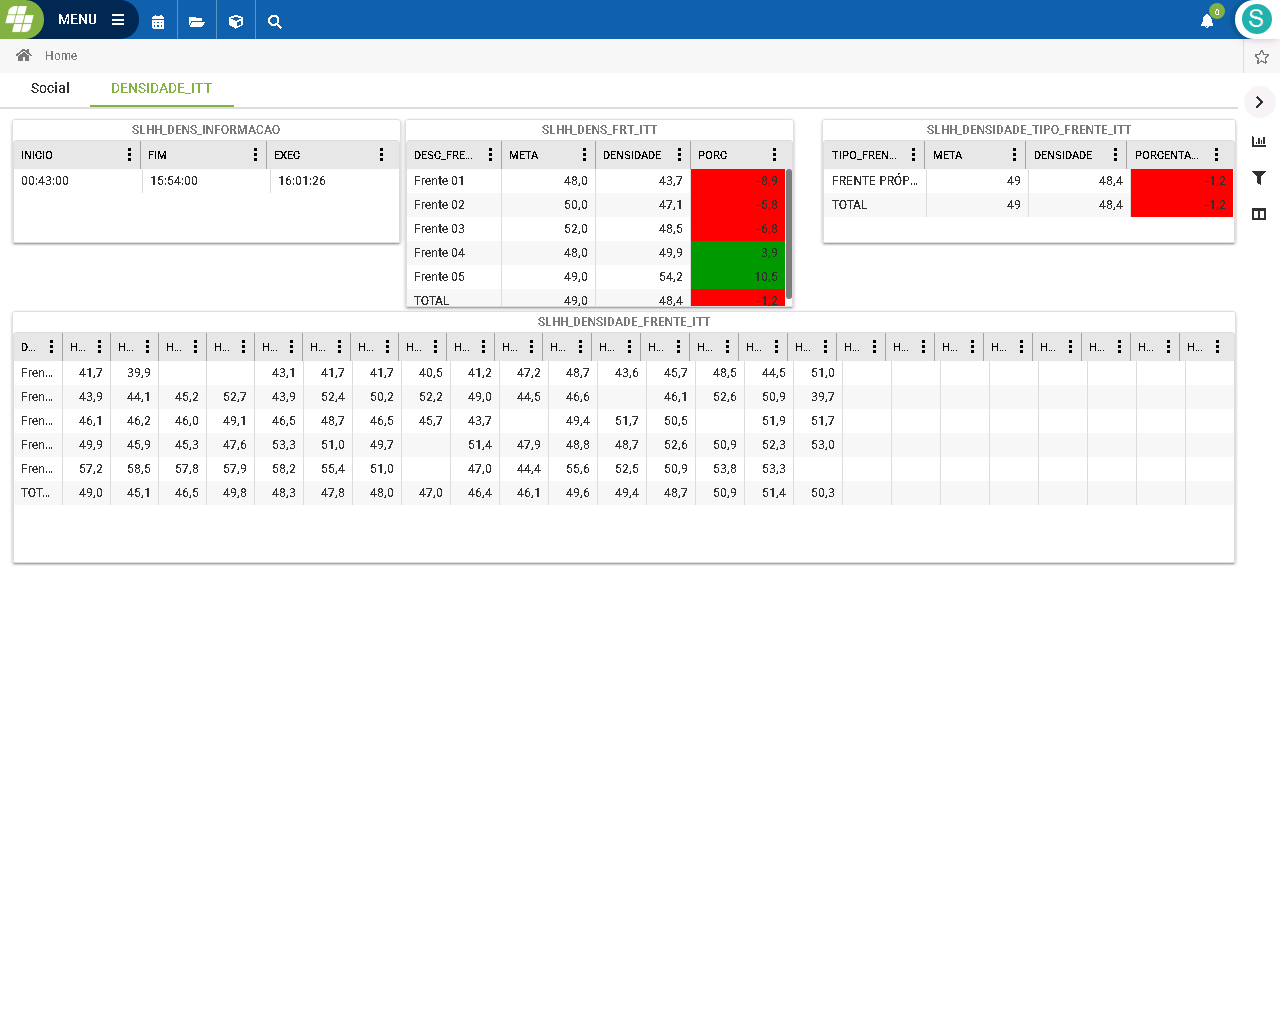 MENU
0
S
Home
Social DENSIDADE_ITT
SLHH_DENS_INFORMACAO
INICIO FIM EXEC
00:43:00 15:54:00 16:01:26
SLHH_DENS_FRT_ITT
DESC_FRE... META DENSIDADE PORC
Frente 01 48,0 43,7 -8,9
Frente 02 50,0 47,1 -5,8
Frente 03 52,0 48,5 -6,8
Frente 04 48,0 49,9 3,9
Frente 05 49,0 54,2 10,5
TOTAL 49,0 48,4 -1,2
SLHH_DENSIDADE_TIPO_FRENTE_ITT
TIPO_FREN... META DENSIDADE PORCENTA...
FRENTE PRÓP... 49 48,4 -1,2
TOTAL 49 48,4 -1,2
SLHH_DENSIDADE_FRENTE_ITT
D... H... H... H... H... H... H... H... H... H... H... H... H... H... H... H... H... H... H... H... H... H... H... H... H...
Fren... 41,7 39,9 43,1 41,7 41,7 40,5 41,2 47,2 48,7 43,6 45,7 48,5 44,5 51,0
Fren... 43,9 44,1 45,2 52,7 43,9 52,4 50,2 52,2 49,0 44,5 46,6 46,1 52,6 50,9 39,7
Fren... 46,1 46,2 46,0 49,1 46,5 48,7 46,5 45,7 43,7 49,4 51,7 50,5 51,9 51,7
Fren... 49,9 45,9 45,3 47,6 53,3 51,0 49,7 51,4 47,9 48,8 48,7 52,6 50,9 52,3 53,0
Fren... 57,2 58,5 57,8 57,9 58,2 55,4 51,0 47,0 44,4 55,6 52,5 50,9 53,8 53,3
TOT... 49,0 45,1 46,5 49,8 48,3 47,8 48,0 47,0 46,4 46,1 49,6 49,4 48,7 50,9 51,4 50,3